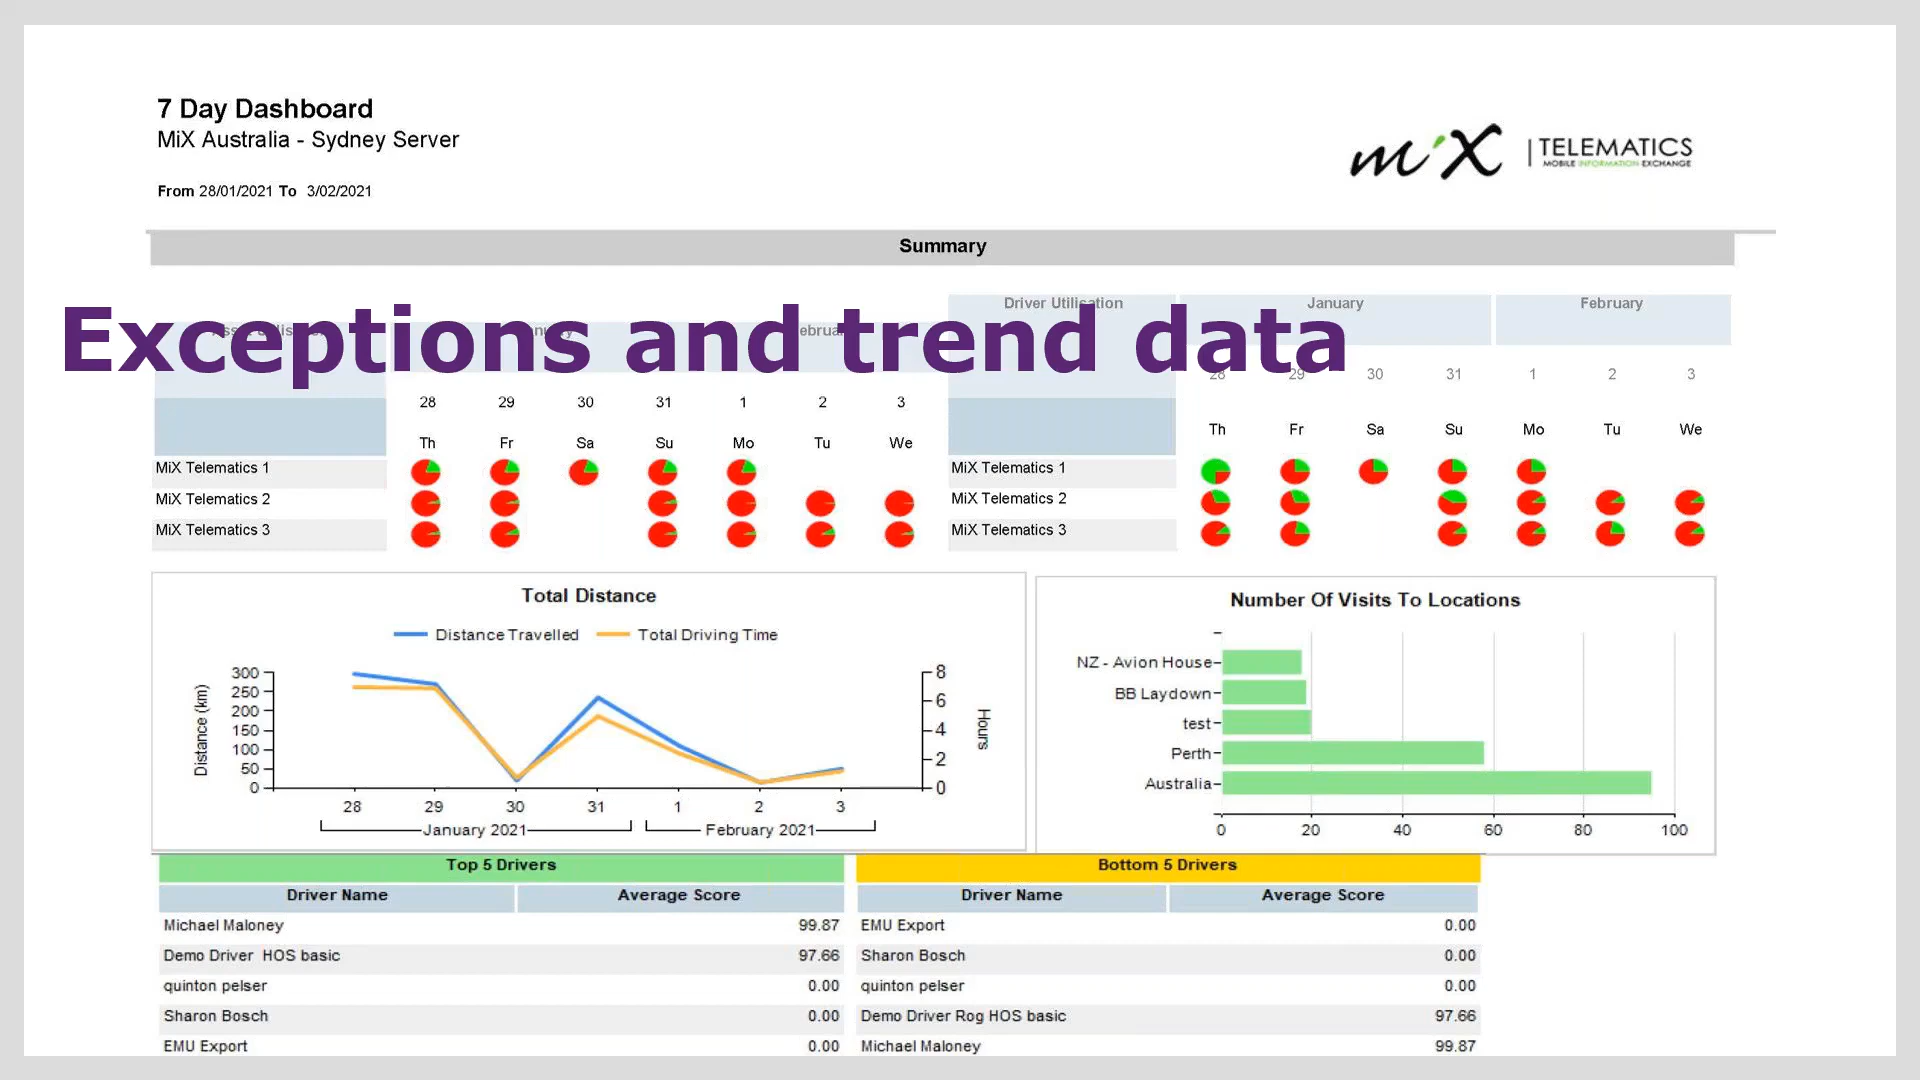 7 Day Dashboard
MiX Australia - Sydney Server
From 28/01/2021 To 3/02/2021
mix | TELEMATICS
MOBILE INFORMATION EXCHANGE
Summary
Exceptions and trend data
Driver Utilisation January February
28 29 30 31 1 2 3
Th Fr Sa Su Mo Tu We
MiX Telematics 1
MiX Telematics 2
MiX Telematics 3
28 29 30 31 1 2 3
Th Fr Sa Su Mo Tu We
MiX Telematics 1
MiX Telematics 2
MiX Telematics 3
Total Distance
Distance Travelled Total Driving Time
Distance (km)
300
250
200
150
100
50
0
8
6
4
2
0
Hours
28 29 30 31 1 2 3
January 2021 February 2021
Number Of Visits To Locations
NZ - Avion House
BB Laydown
test
Perth
Australia
0 20 40 60 80 100
Top 5 Drivers
Driver Name Average Score
Michael Maloney 99.87
Demo Driver HOS basic 97.66
quinton pelser 0.00
Sharon Bosch 0.00
EMU Export 0.00
Bottom 5 Drivers
Driver Name Average Score
EMU Export 0.00
Sharon Bosch 0.00
quinton pelser 0.00
Demo Driver Rog HOS basic 97.66
Michael Maloney 99.87